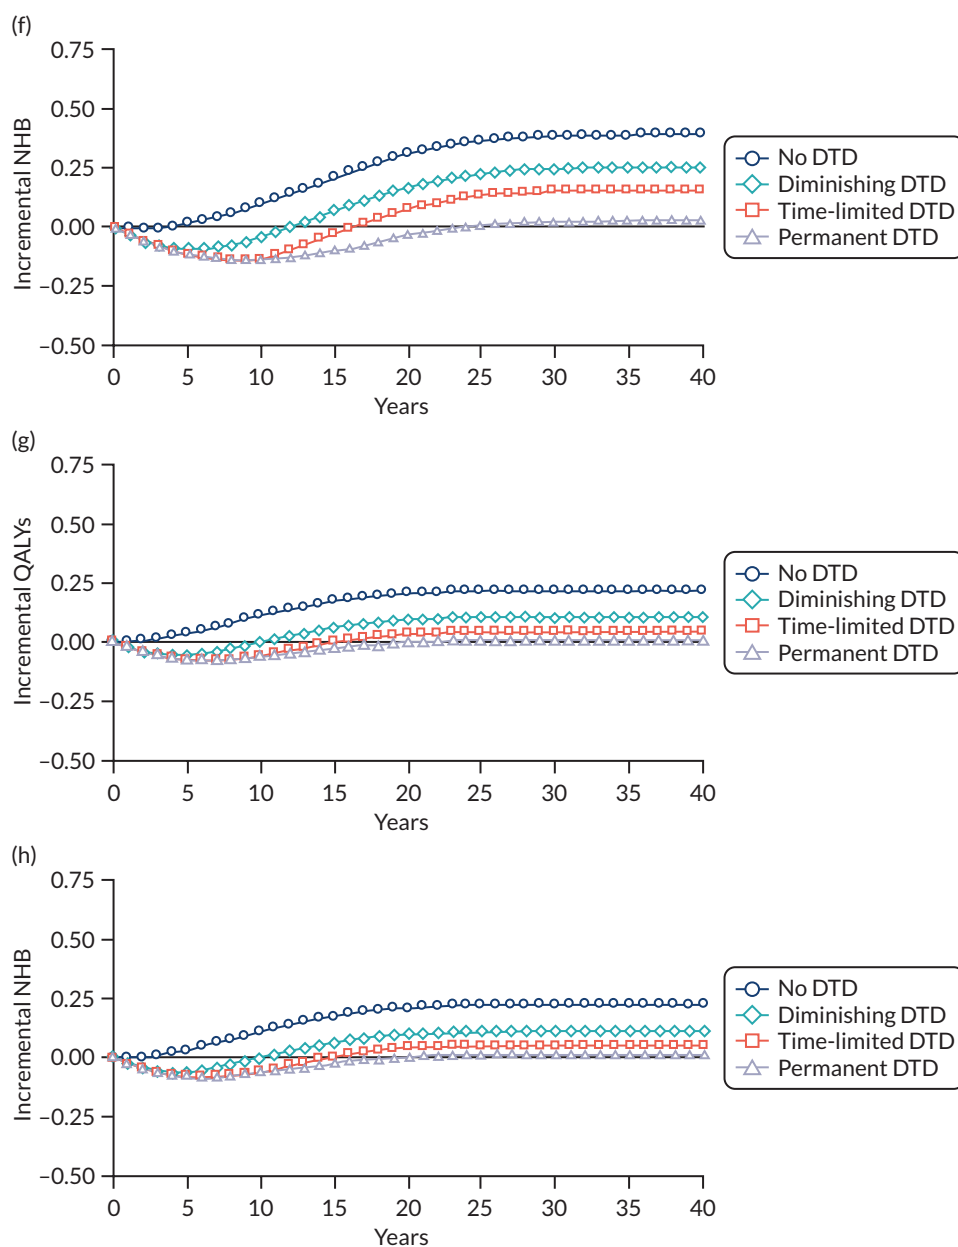 (f)
0.75
0.50
0.25
0.00
−0.25
−0.50
Incremental NHB
0 5 10 15 20 25 30 35 40
Years
No DTD
Diminishing DTD
Time-limited DTD
Permanent DTD
(g)
0.75
0.50
0.25
0.00
−0.25
−0.50
Incremental QALYs
0 5 10 15 20 25 30 35 40
Years
No DTD
Diminishing DTD
Time-limited DTD
Permanent DTD
(h)
0.75
0.50
0.25
0.00
−0.25
−0.50
Incremental NHB
0 5 10 15 20 25 30 35 40
Years
No DTD
Diminishing DTD
Time-limited DTD
Permanent DTD